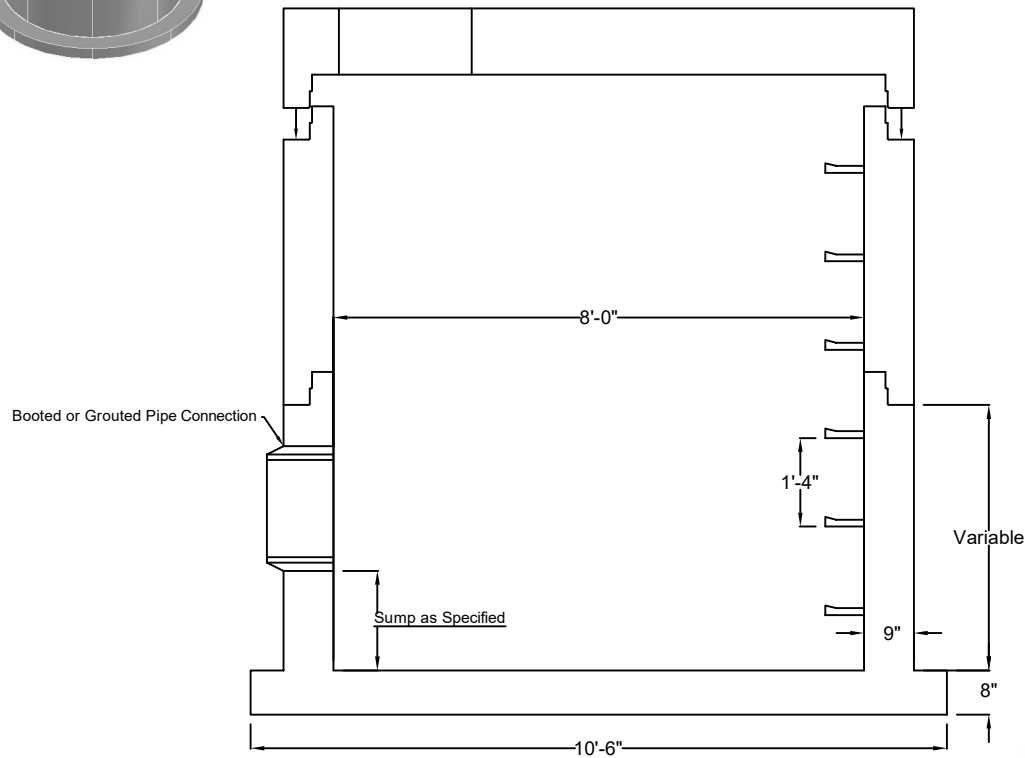 8'-0"
Booted or Grouted Pipe Connection
1'-4"
Variable
Sump as Specified
9"
8"
10'-6"